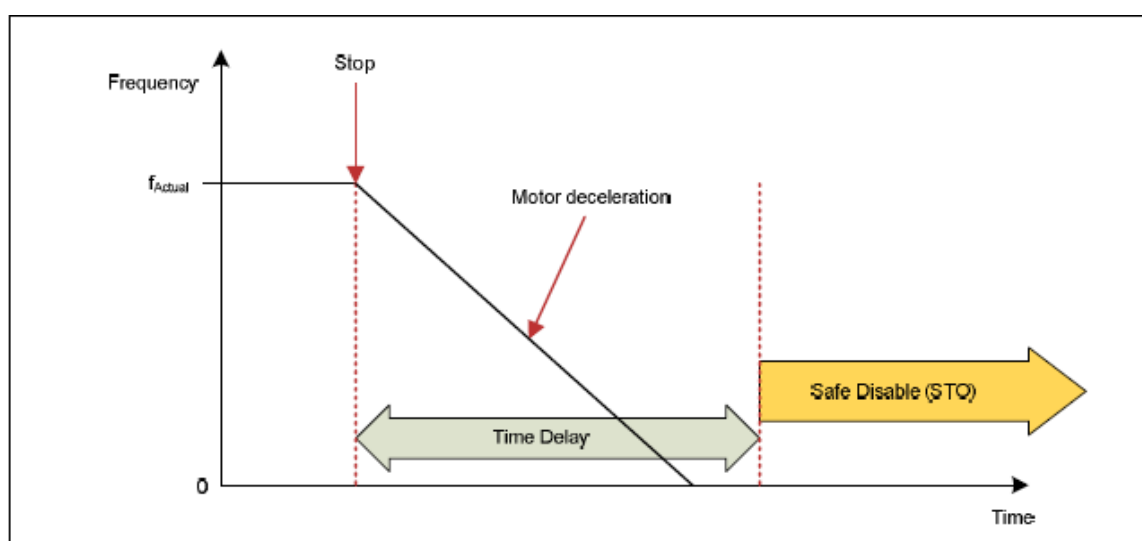 Stop
Frequency
fActual
Motor deceleration
Safe Disable (STO)
Time Delay
0
Time